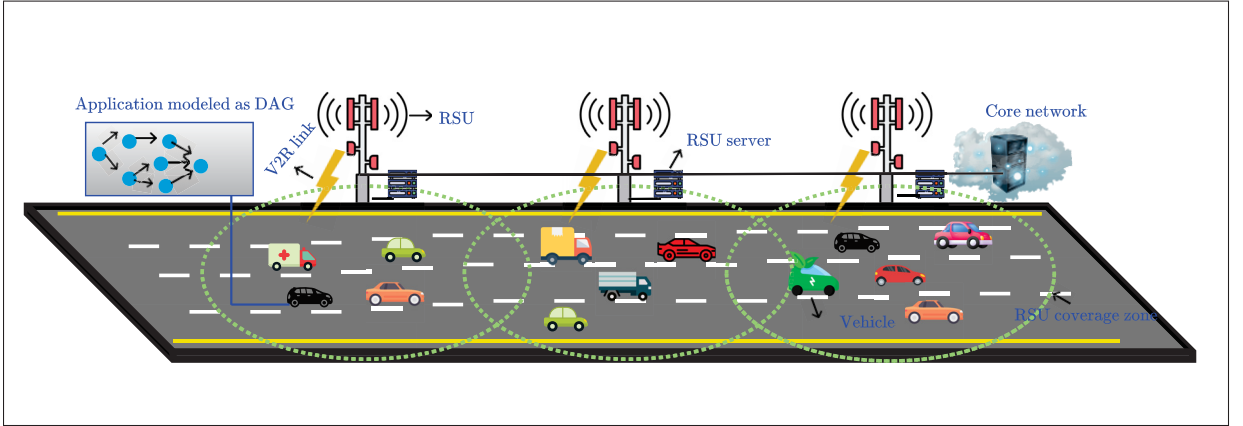 Application modeled as DAG
V2R link
RSU
RSU server
Core network
Vehicle
RSU coverage zone